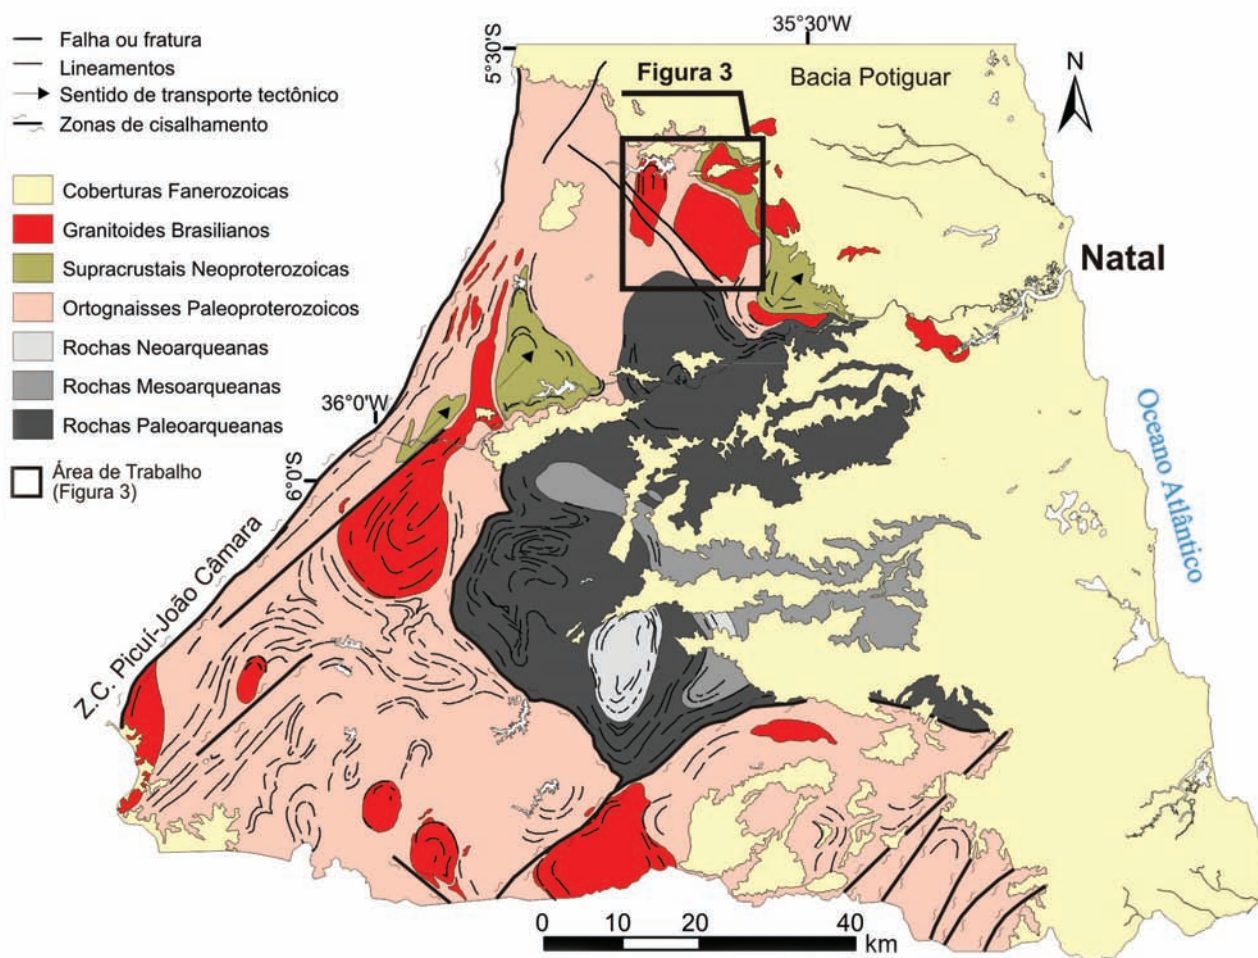 Falha ou fratura
Lineamentos
Sentido de transporte tectônico
Zonas de cisalhamento
Coberturas Fanerozoicas
Granitoides Brasilianos
Supracrustais Neoproterozoicas
Ortognaisses Paleoproterozoicos
Rochas Neoarqueanas
Rochas Mesoarqueanas
Rochas Paleoarqueanas
Área de Trabalho
(Figura 3)
35°30'W
5°30'S
Figura 3
Bacia Potiguar
N
Natal
36°0'W
6°0'S
Oceano Atlântico
Z.C. Picuí-João Câmara
0 10 20 40
km